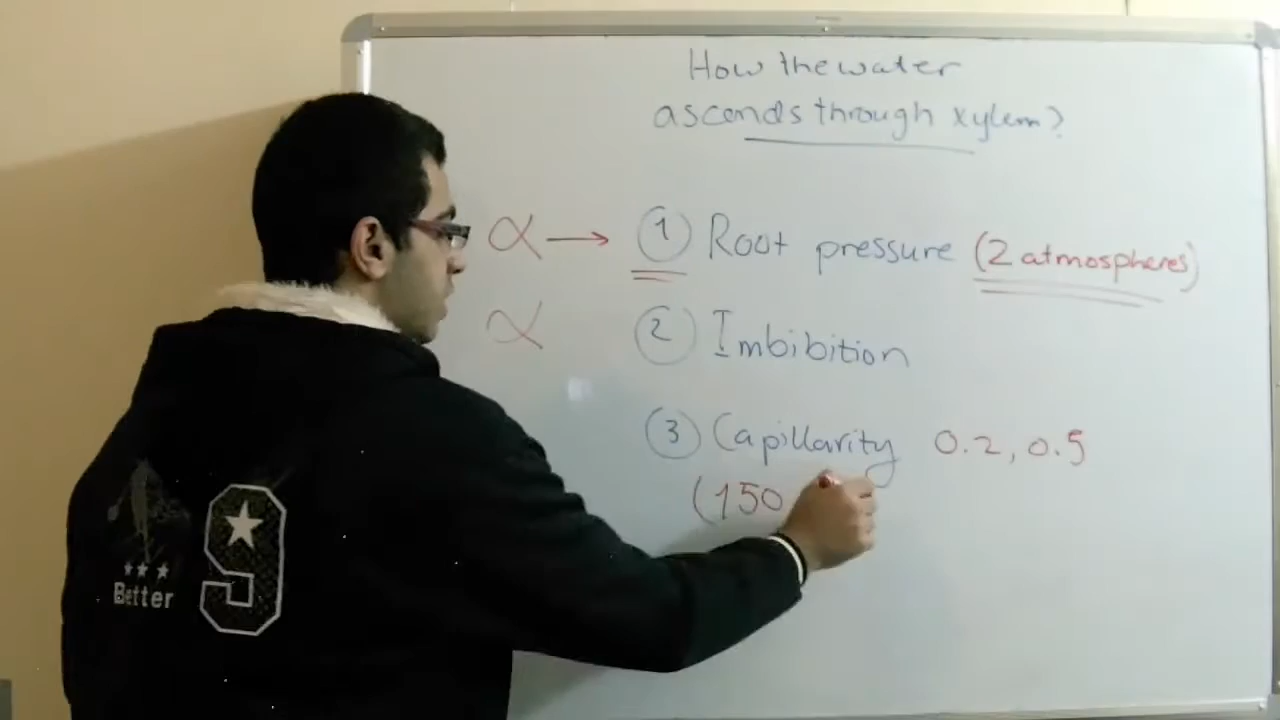 How the water
ascends through xylem?
α → 1 Root pressure (2 atmospheres)
α 2 Imbibition
3 Capillarity 0.2, 0.5
(150
Better
9